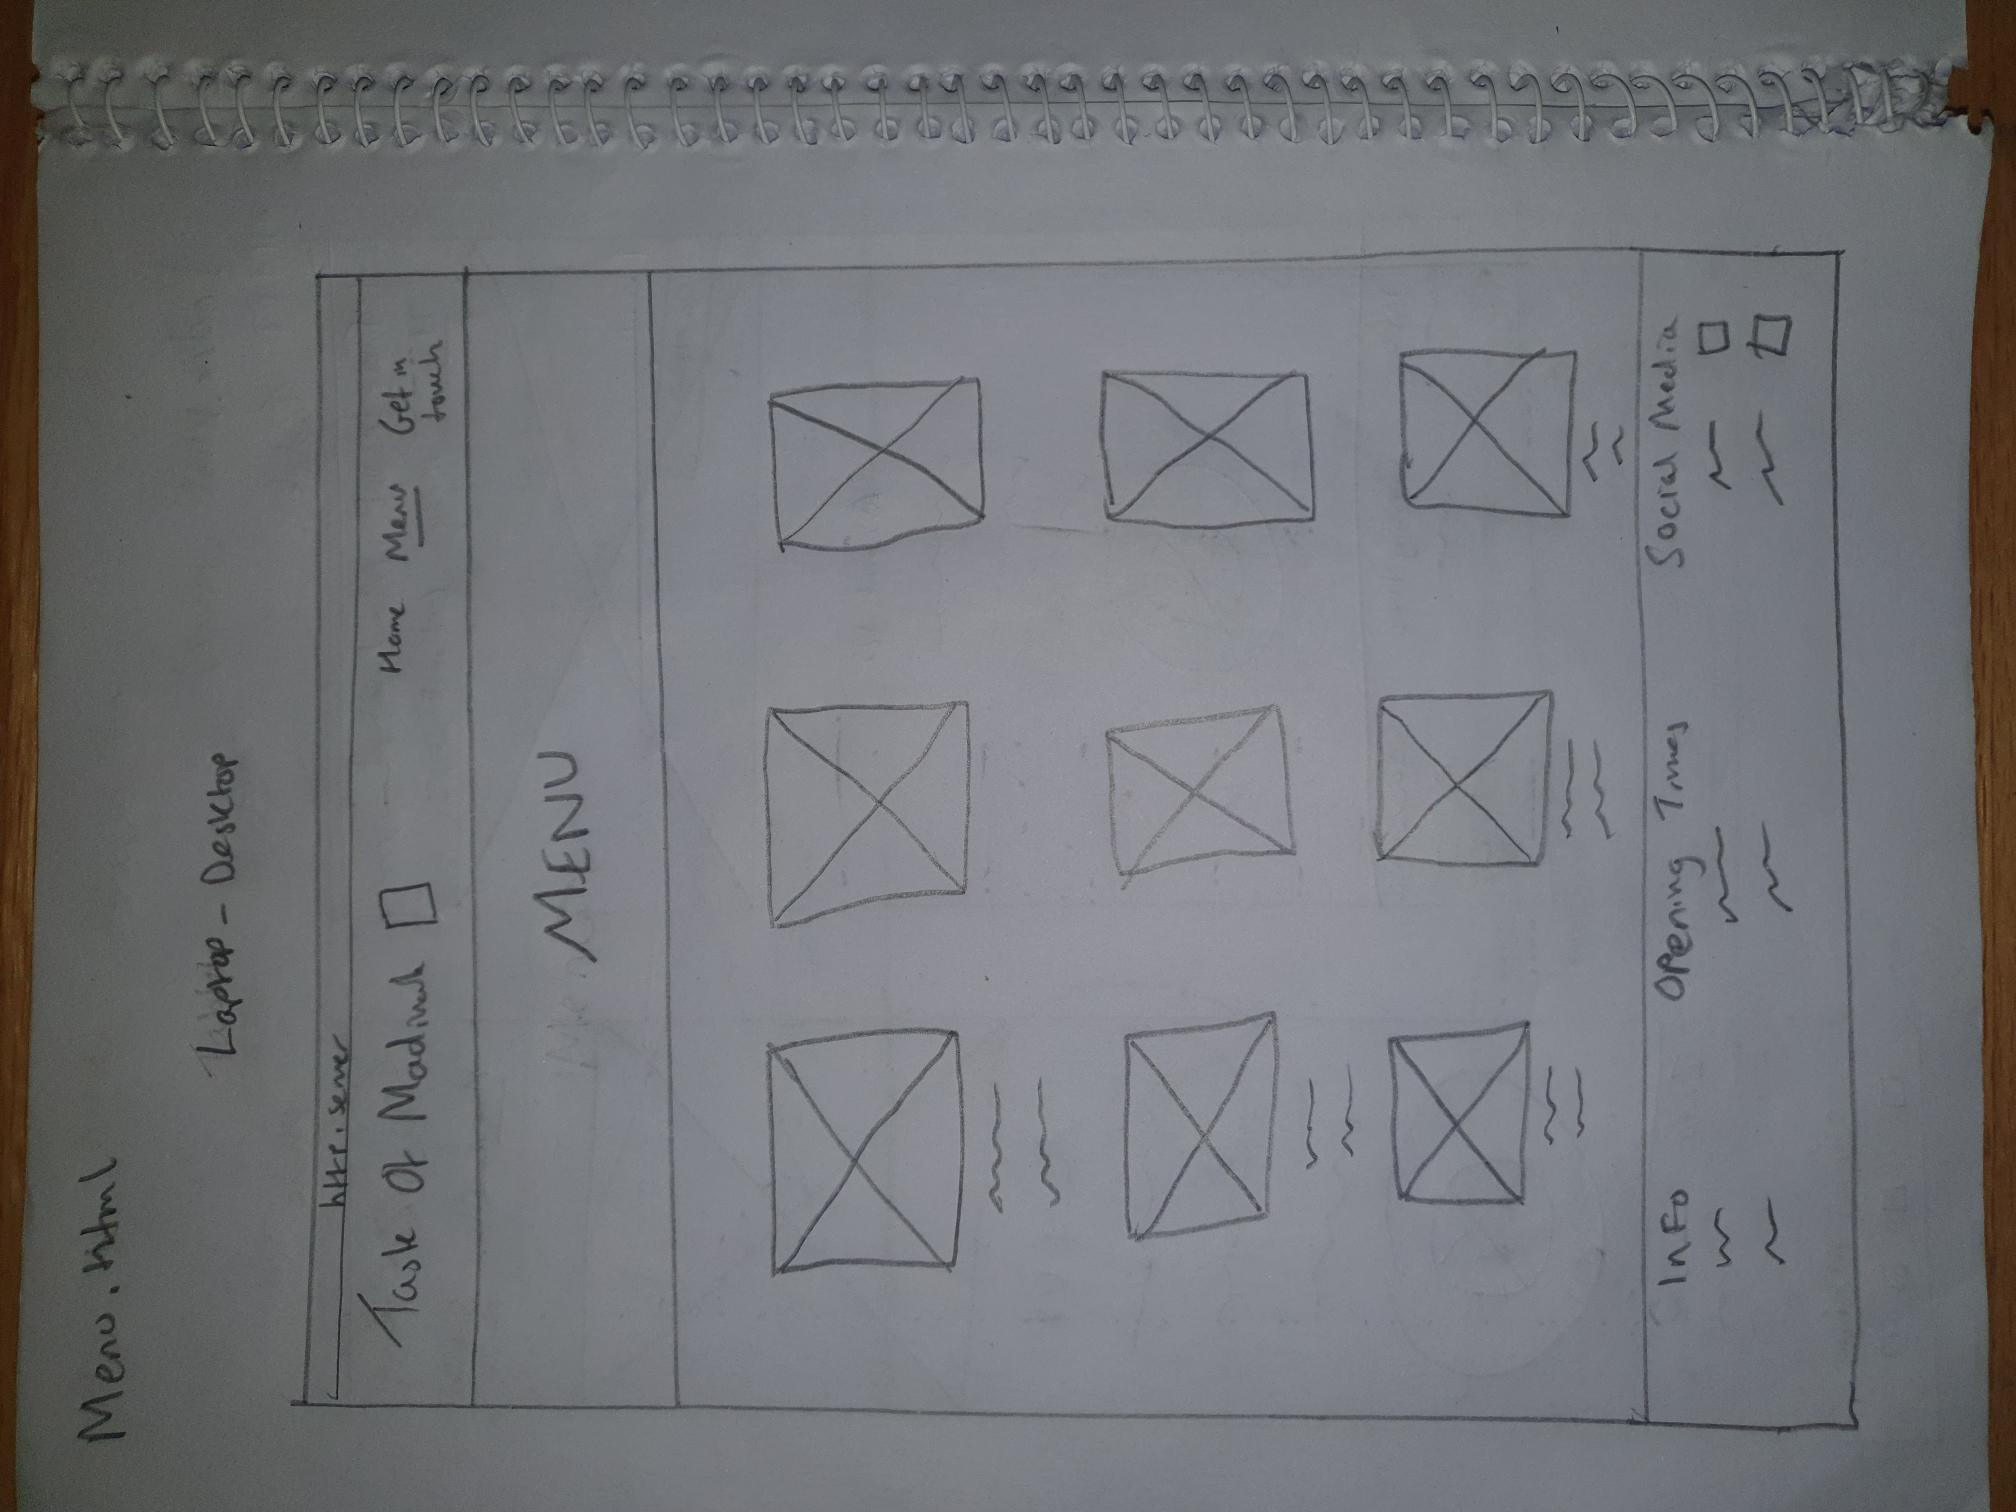 Menu.html
Laptop - Desktop
http.server
Taste Of Madinah
Home Menu Get in
touch
MENU
Info Opening Times Social Media